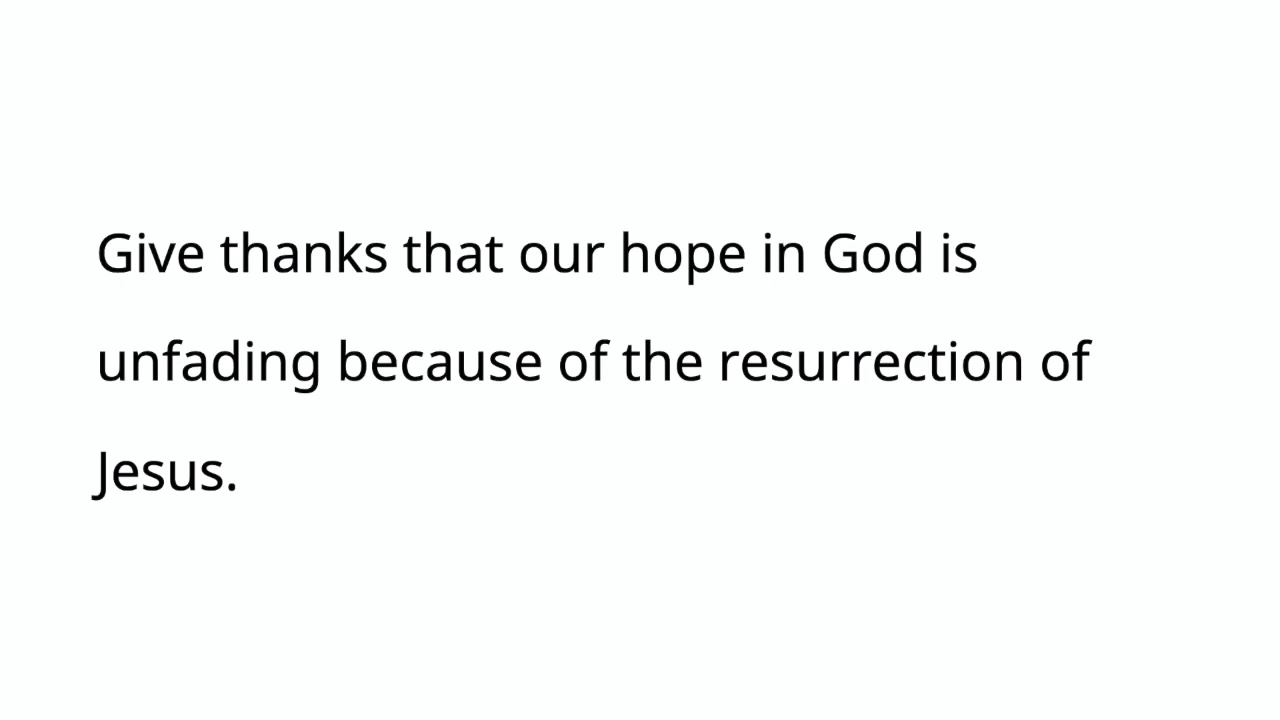 Give thanks that our hope in God is
unfading because of the resurrection of
Jesus.